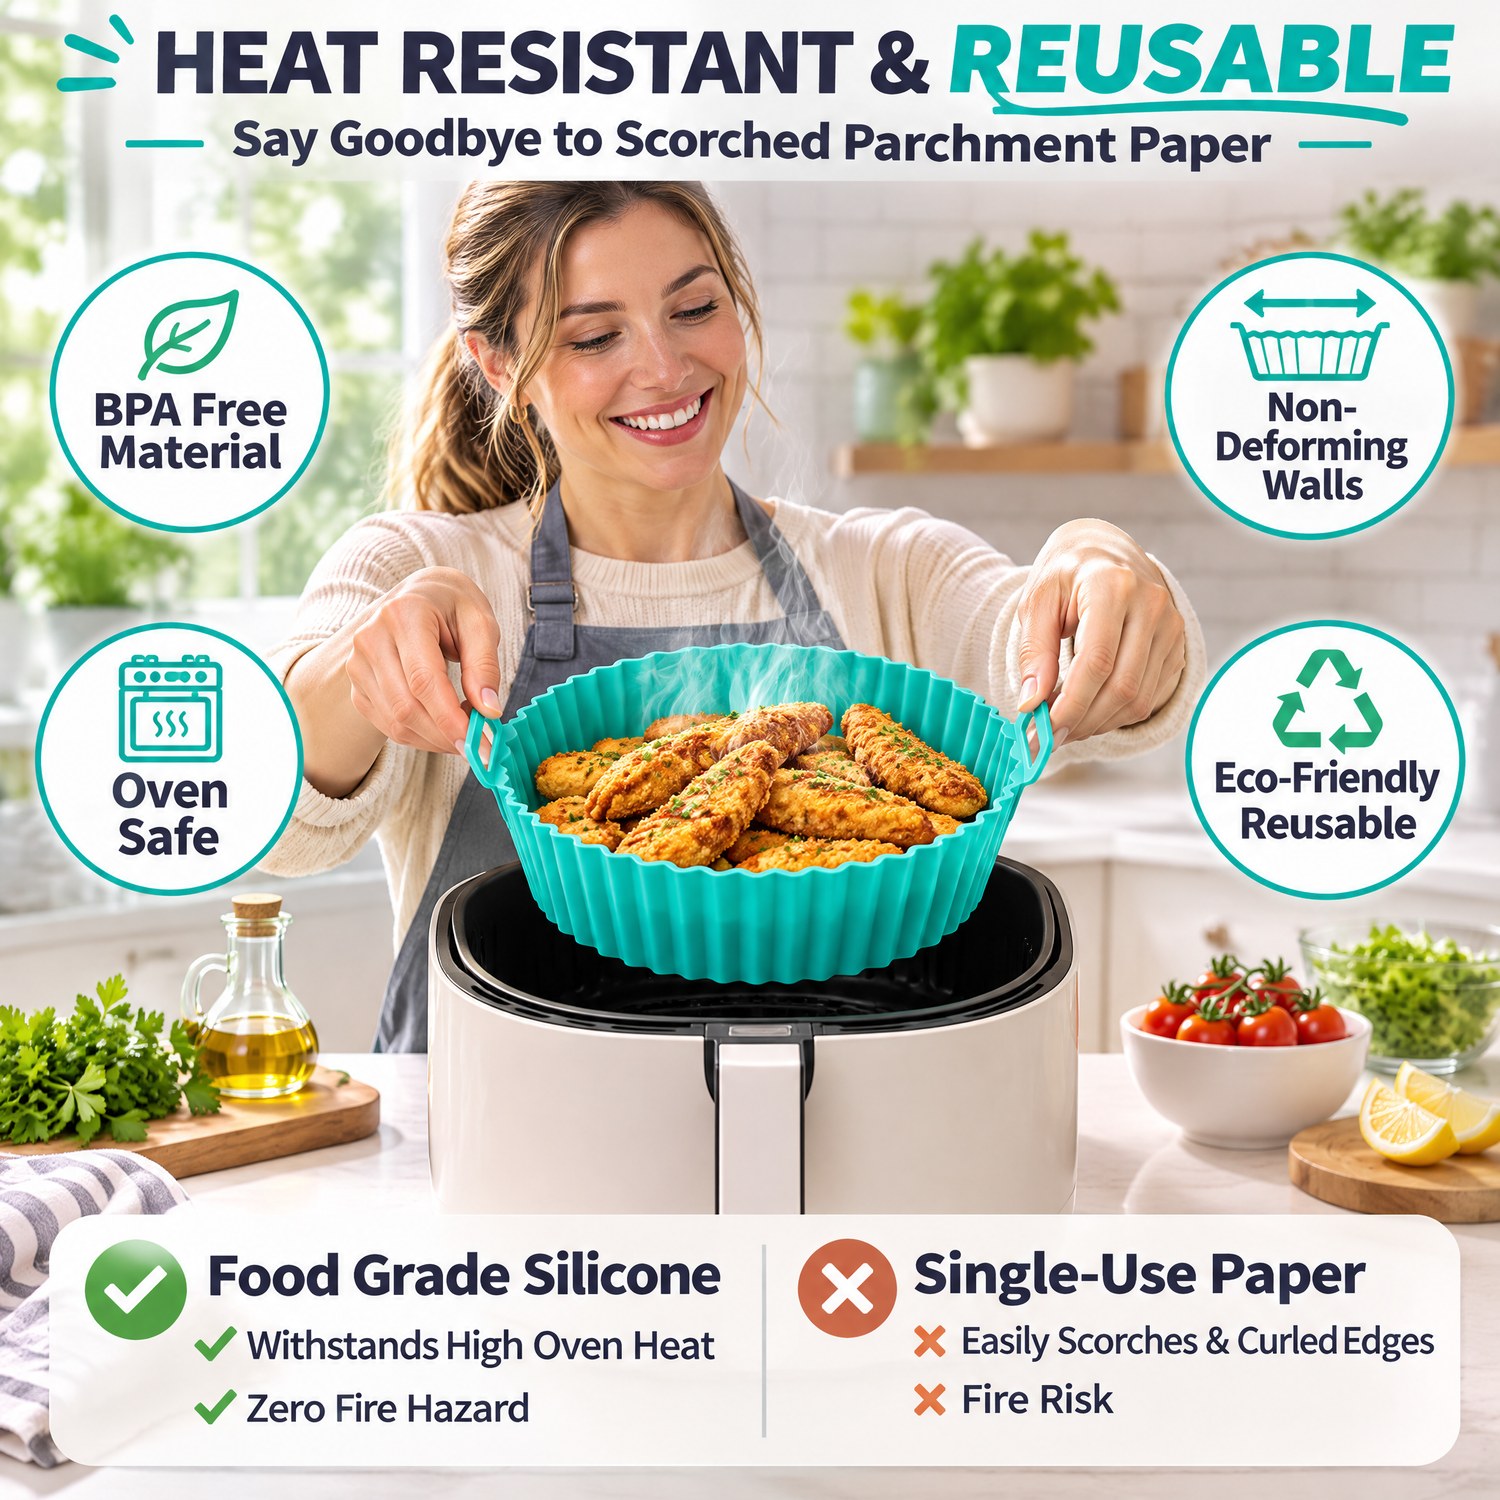 HEAT RESISTANT & REUSABLE
Say Goodbye to Scorched Parchment Paper
BPA Free
Material
Non-
Deforming
Walls
Oven
Safe
Eco-Friendly
Reusable
Food Grade Silicone
Withstands High Oven Heat
Zero Fire Hazard
Single-Use Paper
Easily Scorches & Curled Edges
Fire Risk